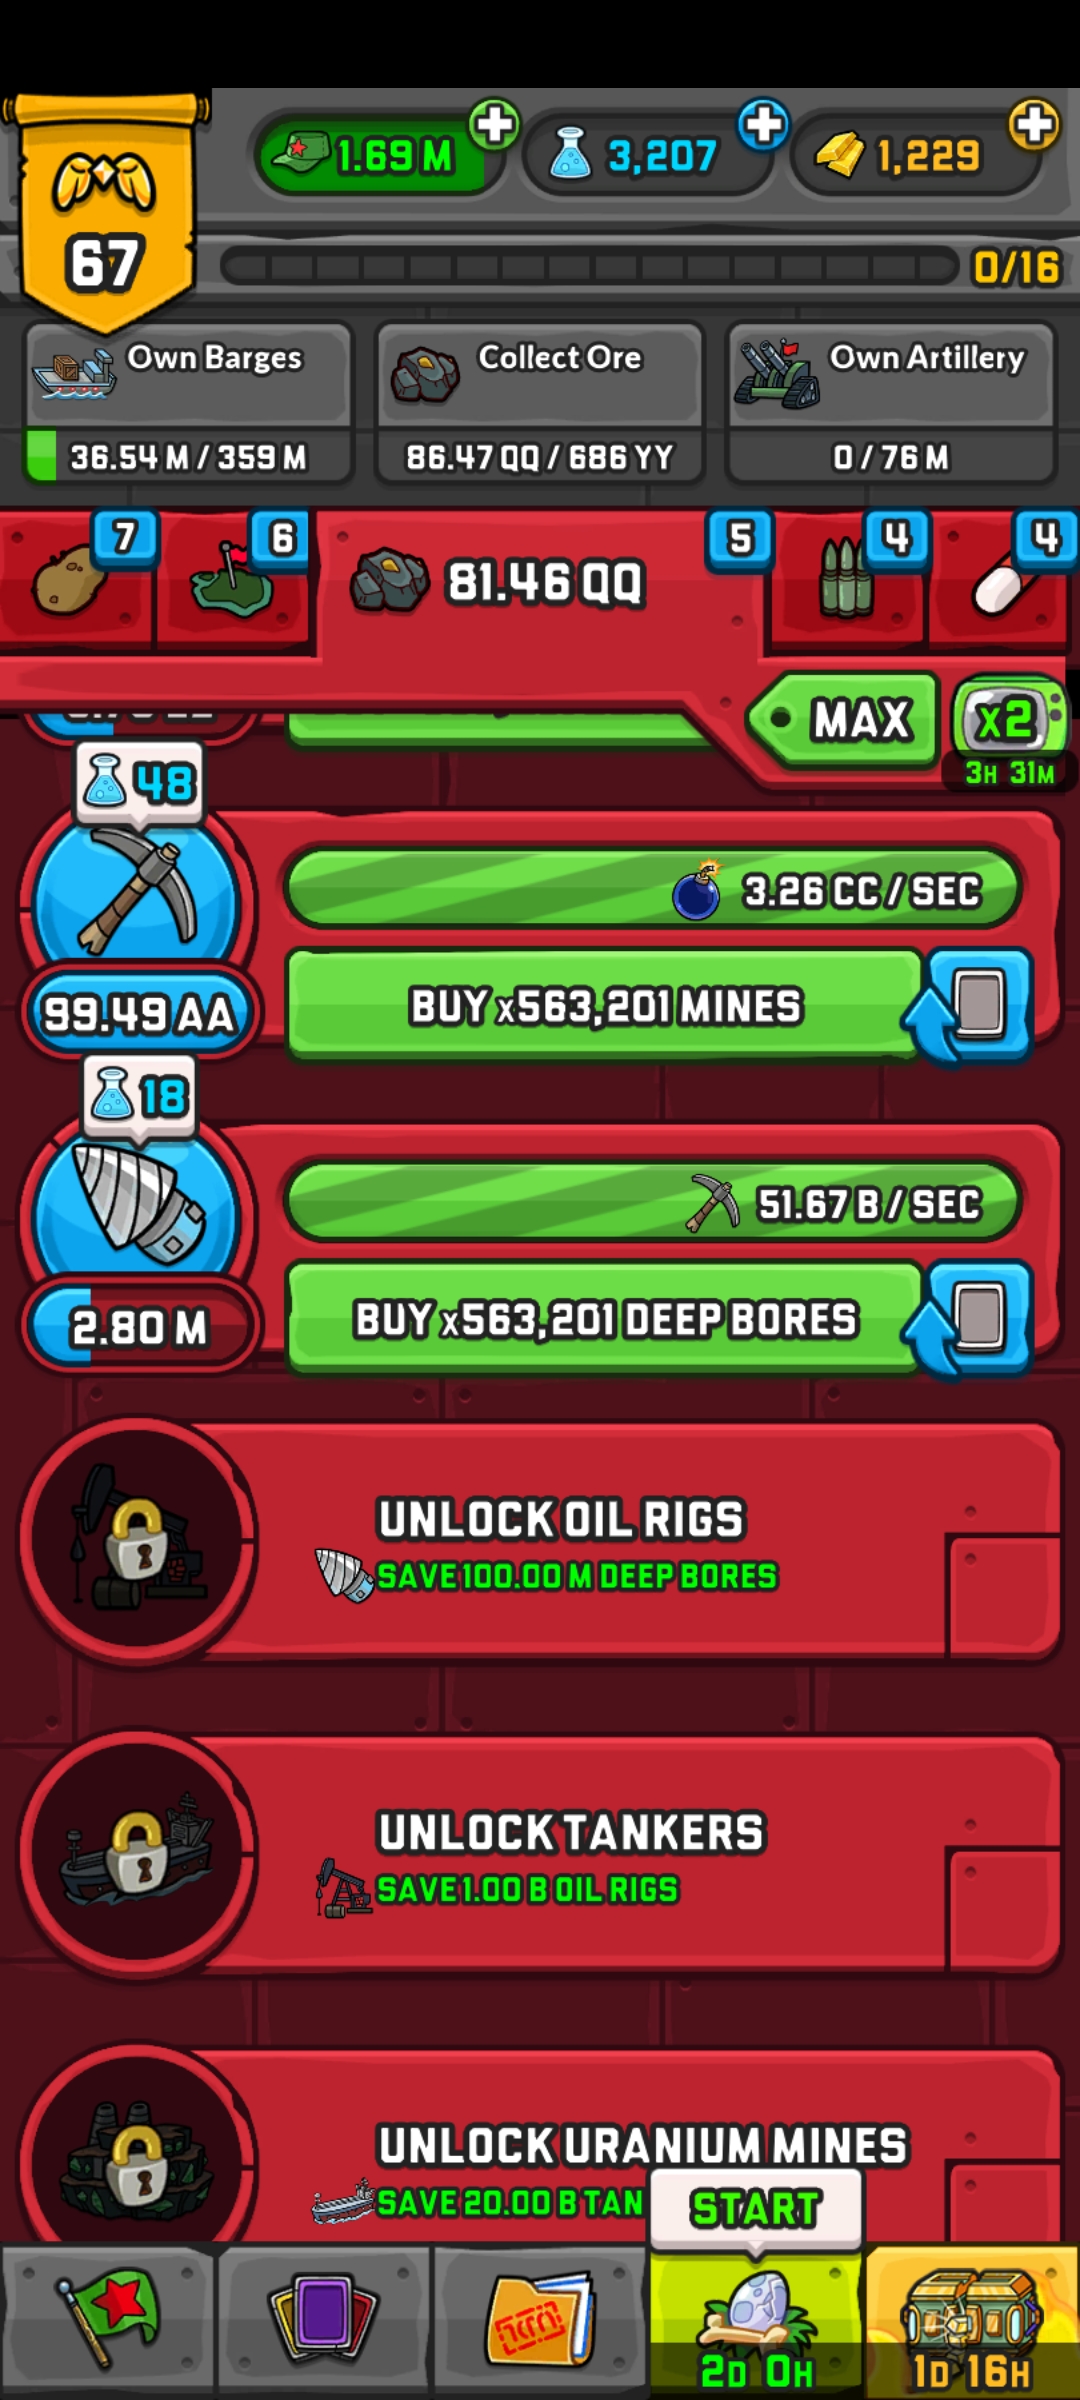 1.69 M
3,207
1,229
67
0/16
Own Barges
36.54 M / 359 M
Collect Ore
86.47 QQ / 686 YY
Own Artillery
0 / 76 M
7
6
81.46 QQ
5
4
4
MAX
x2
3H 31M
48
3.26 CC / SEC
99.49 AA
BUY x563,201 MINES
18
51.67 B / SEC
2.80 M
BUY x563,201 DEEP BORES
UNLOCK OIL RIGS
SAVE 100.00 M DEEP BORES
UNLOCK TANKERS
SAVE 1.00 B OIL RIGS
UNLOCK URANIUM MINES
SAVE 20.00 B TAN
START
2D 0H
1D 16H